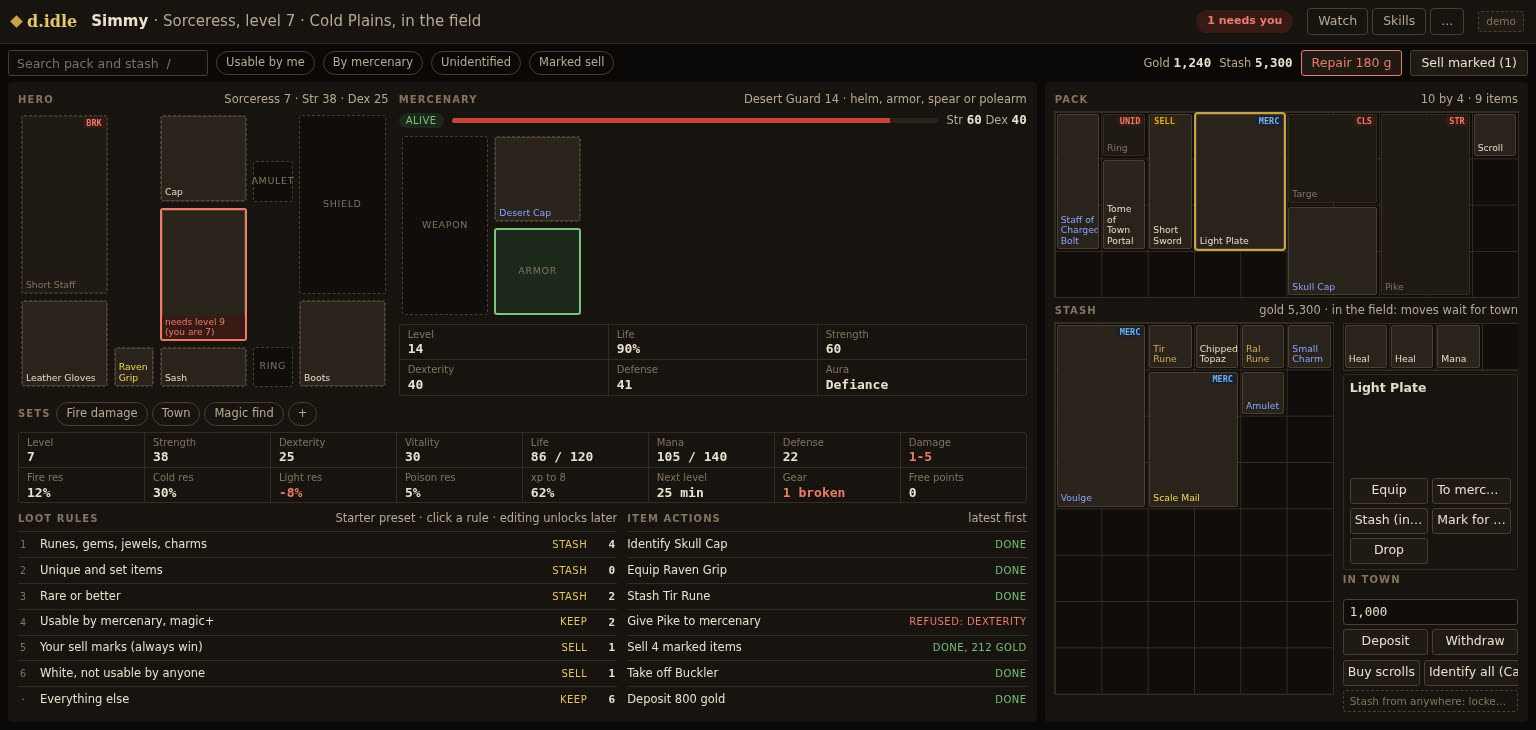 d.idle Simmy · Sorceress, level 7 · Cold Plains, in the field
1 needs you Watch Skills ... demo
Search pack and stash / Usable by me By mercenary Unidentified Marked sell
Gold 1,240 Stash 5,300 Repair 180 g Sell marked (1)
HERO Sorceress 7 · Str 38 · Dex 25
BRK
Short Staff
Cap
AMULET
SHIELD
needs level 9
(you are 7)
Leather Gloves
Raven
Grip
Sash
RING
Boots
MERCENARY Desert Guard 14 · helm, armor, spear or polearm
ALIVE Str 60 Dex 40
WEAPON
Desert Cap
ARMOR
Level Life Strength
14 90% 60
Dexterity Defense Aura
40 41 Defiance
SETS Fire damage Town Magic find +
Level Strength Dexterity Vitality Life Mana Defense Damage
7 38 25 30 86 / 120 105 / 140 22 1-5
Fire res Cold res Light res Poison res xp to 8 Next level Gear Free points
12% 30% -8% 5% 62% 25 min 1 broken 0
LOOT RULES Starter preset · click a rule · editing unlocks later
1 Runes, gems, jewels, charms STASH 4
2 Unique and set items STASH 0
3 Rare or better STASH 2
4 Usable by mercenary, magic+ KEEP 2
5 Your sell marks (always win) SELL 1
6 White, not usable by anyone SELL 1
· Everything else KEEP 6
ITEM ACTIONS latest first
Identify Skull Cap DONE
Equip Raven Grip DONE
Stash Tir Rune DONE
Give Pike to mercenary REFUSED: DEXTERITY
Sell 4 marked items DONE, 212 GOLD
Take off Buckler DONE
Deposit 800 gold DONE
PACK 10 by 4 · 9 items
Staff of
Charged
Bolt
UNID
Ring
Tome
of
Town
Portal
SELL
Short
Sword
MERC
Light Plate
CLS
Targe
Skull Cap
STR
Pike
Scroll
STASH gold 5,300 · in the field: moves wait for town
MERC
Voulge
Tir
Rune
Chipped
Topaz
Ral
Rune
Small
Charm
MERC
Scale Mail
Amulet
Heal Heal Mana
Light Plate
Equip To merc…
Stash (in… Mark for …
Drop
IN TOWN
1,000
Deposit Withdraw
Buy scrolls Identify all (Ca
Stash from anywhere: locke…